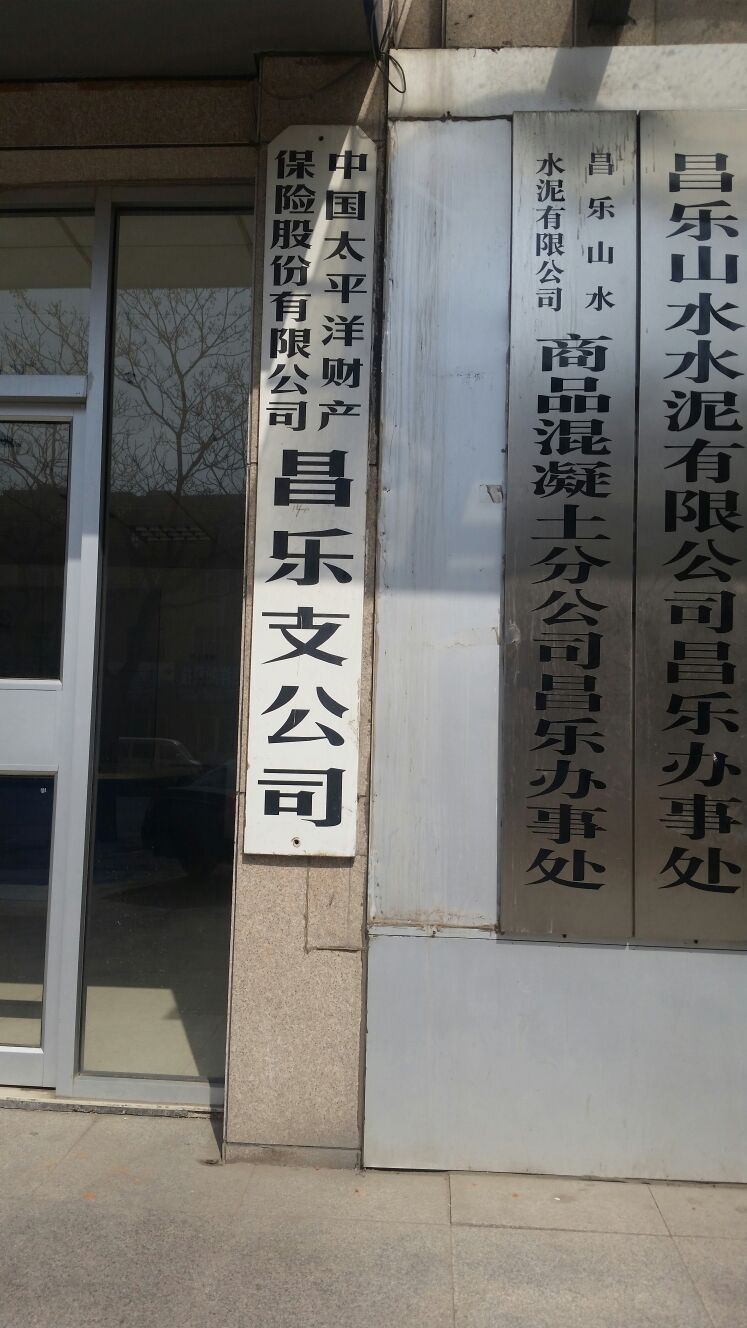 中国太平洋财产
保险股份有限公司
昌乐支公司
昌乐山水
水泥有限公司
商品混凝土分公司昌乐办事处
昌乐山水水泥有限公司昌乐办事处